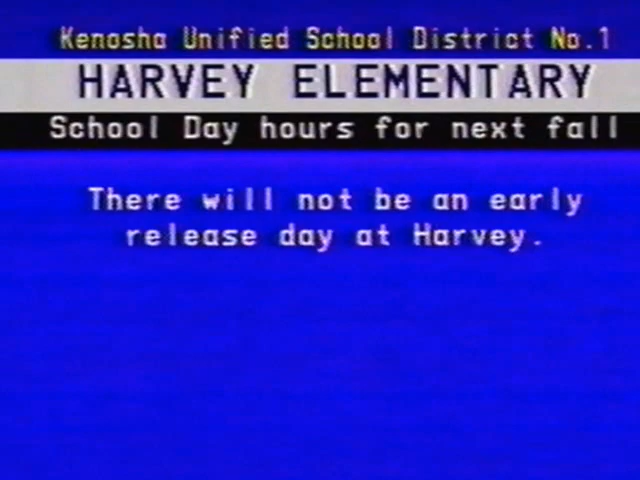 Kenosha Unified School District No.1
HARVEY ELEMENTARY
School Day hours for next fall
There will not be an early
release day at Harvey.